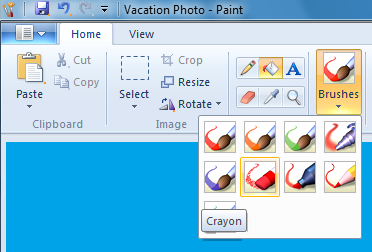 Vacation Photo - Paint
Home View
Paste
Cut
Copy
Clipboard
Select
Crop
Resize
Rotate
Image
A
Brushes
Crayon